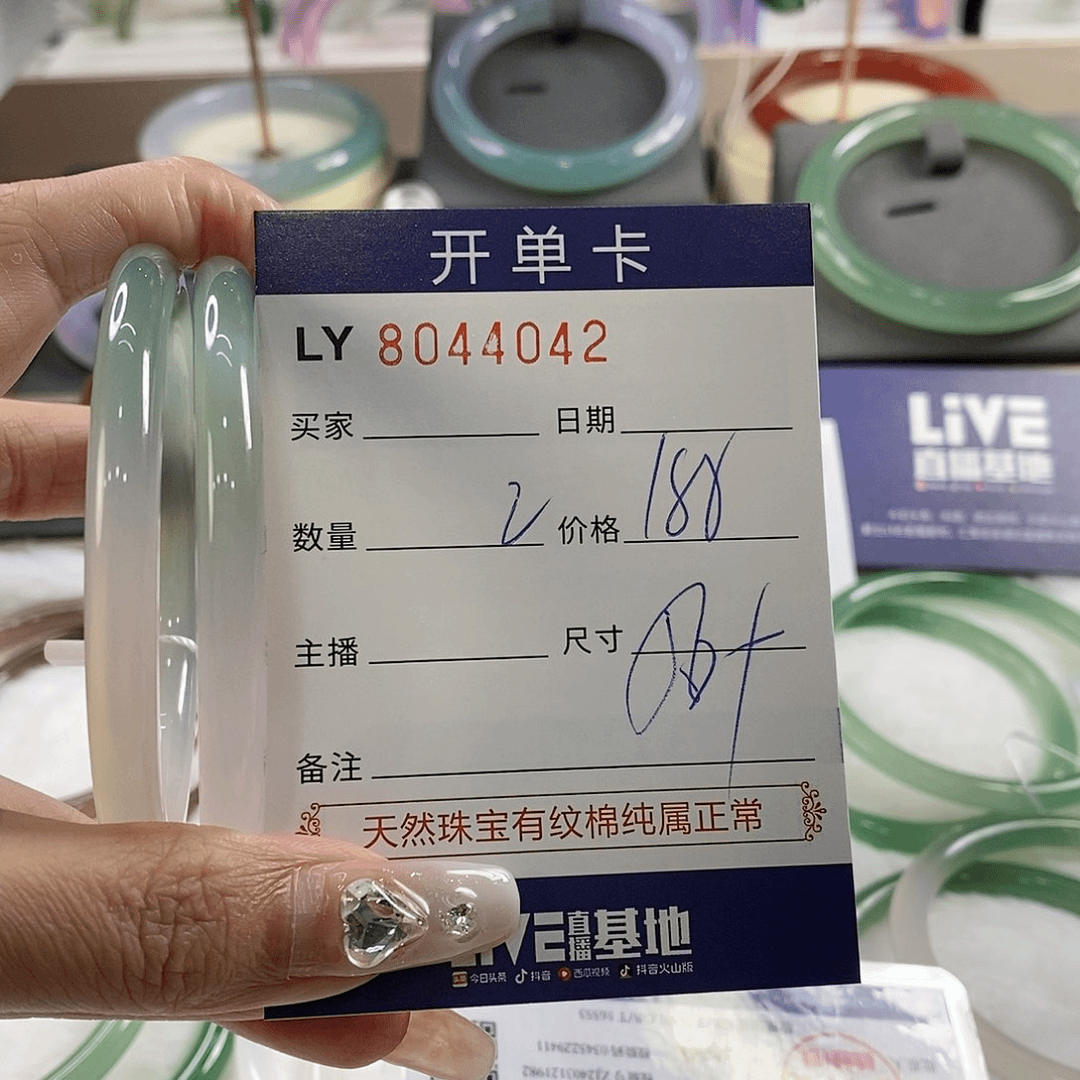 开单卡
LY 8044042
买家 日期
数量 2 价格 188
主播 尺寸
备注
天然珠宝有纹棉纯属正常
LiVE直播基地
今日头条 抖音 西瓜视频 抖音火山版
LiVE
直播基地